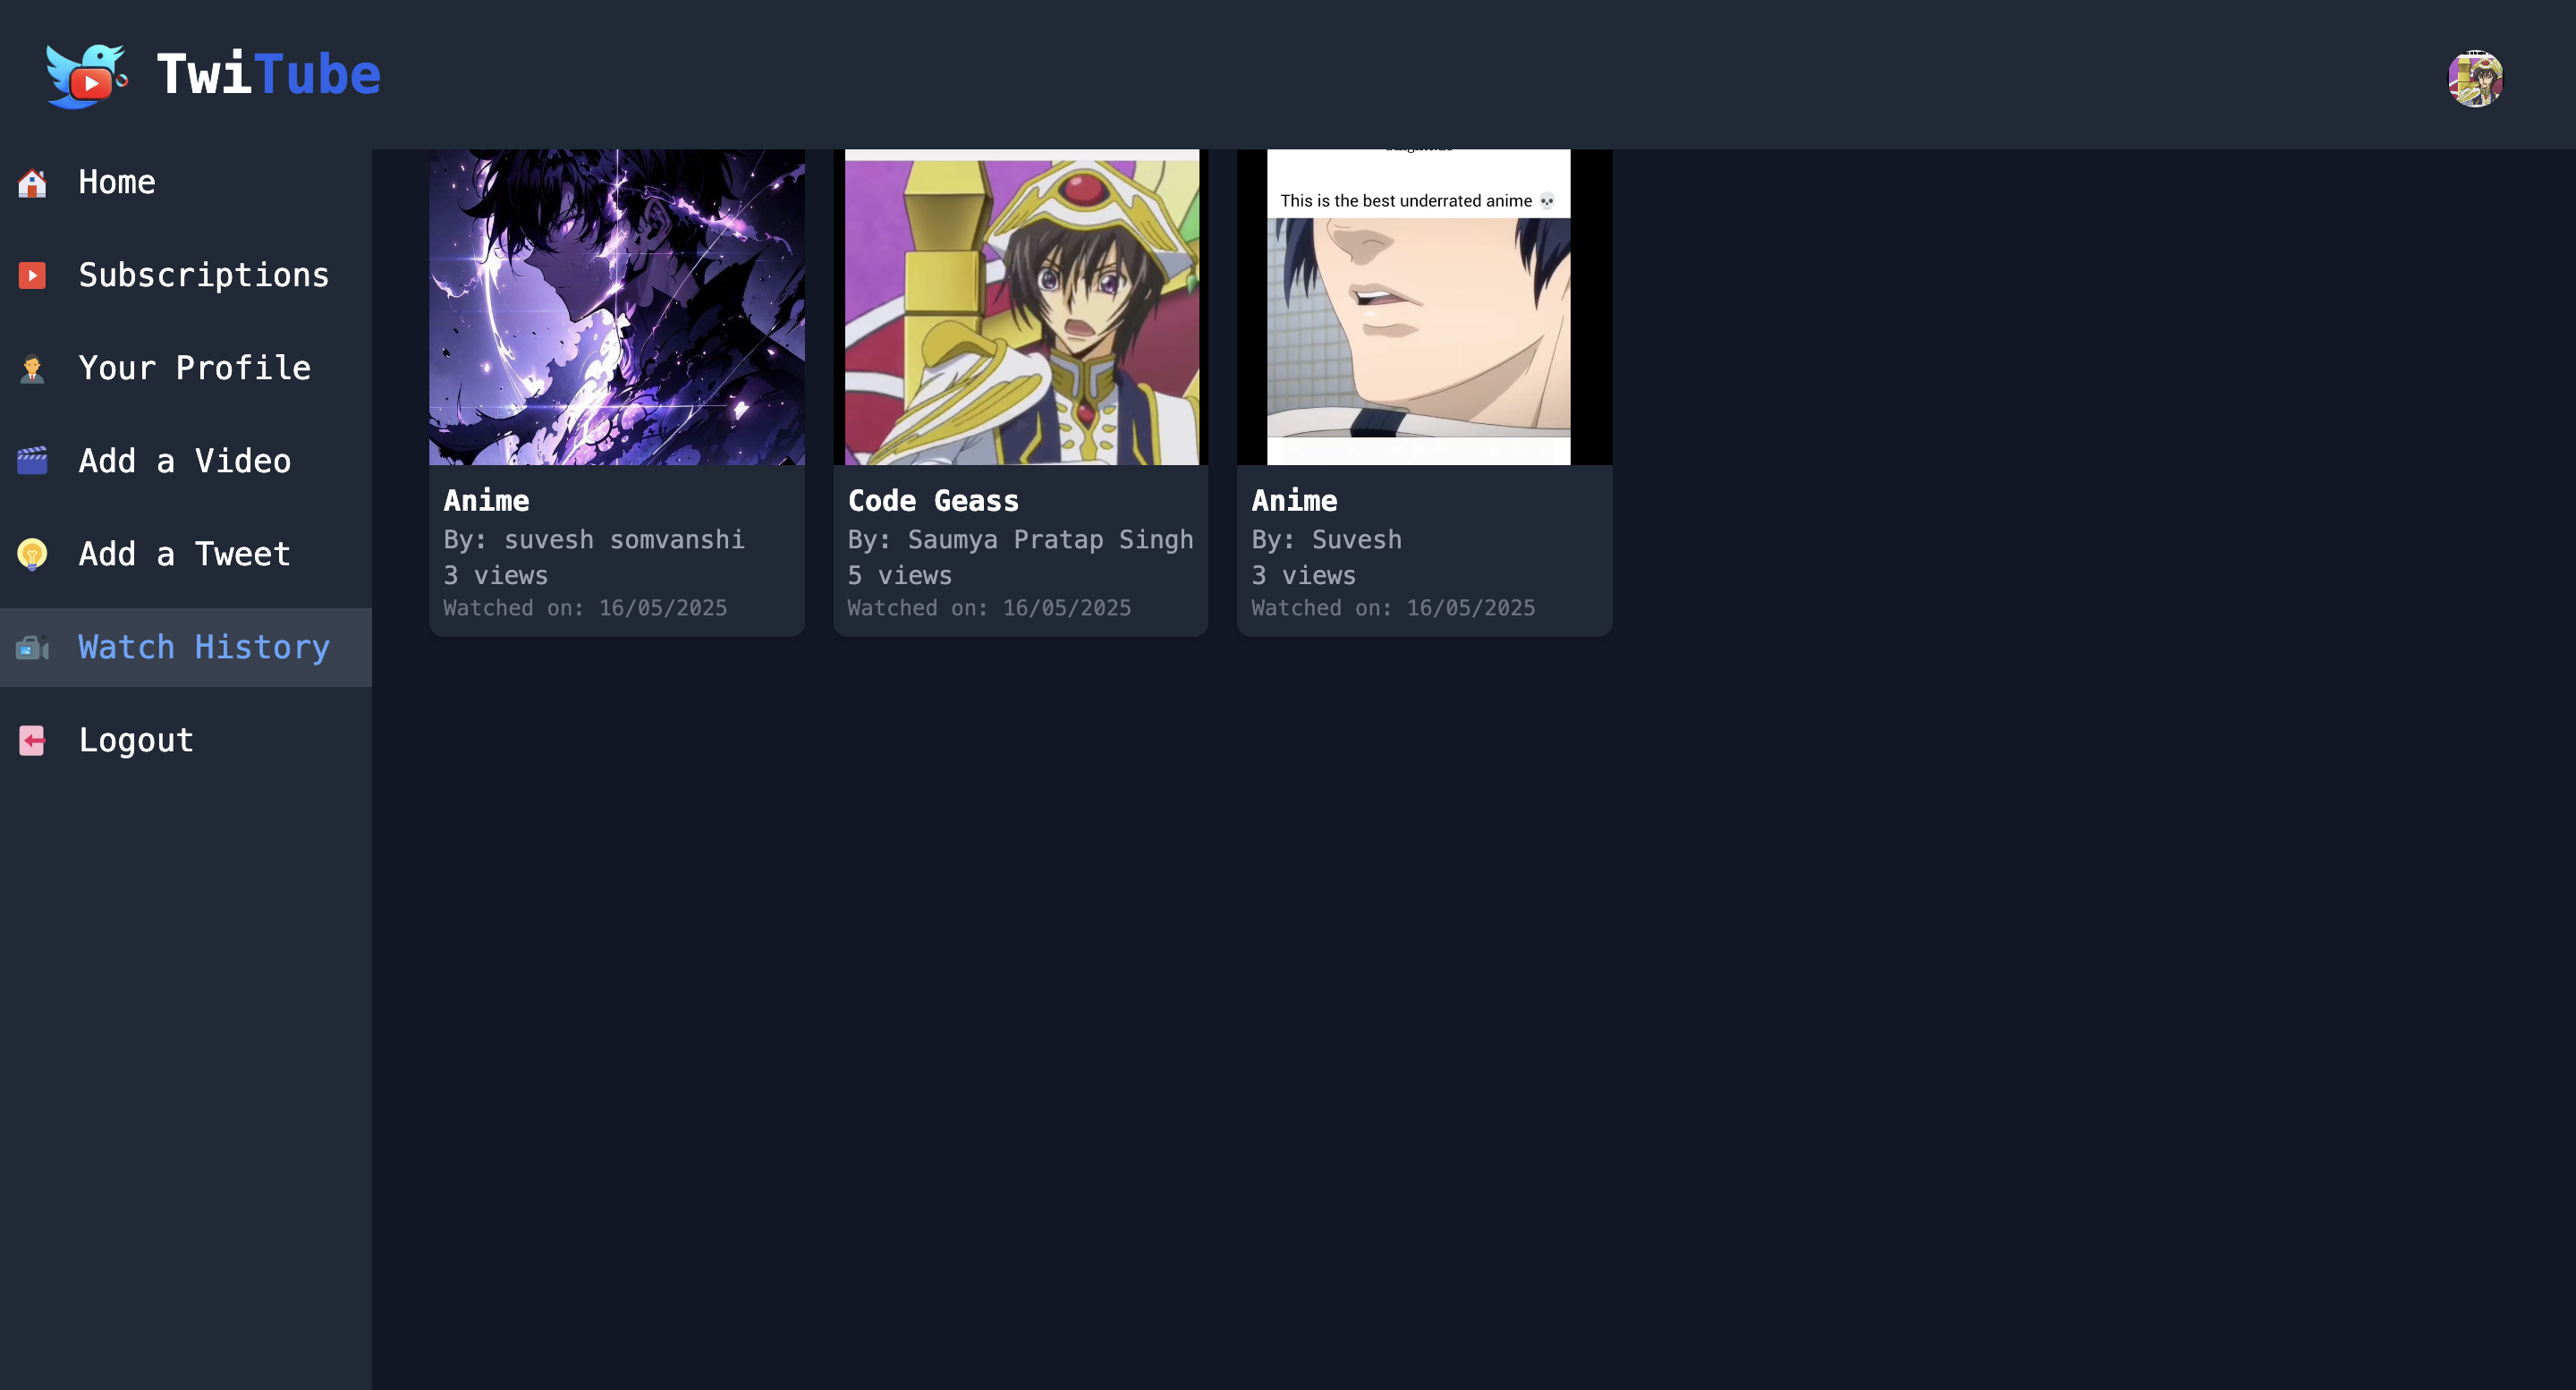 TwiTube
Home
Subscriptions
Your Profile
Add a Video
Add a Tweet
Watch History
Logout
This is the best underrated anime 💀
Anime
By: suvesh somvanshi
3 views
Watched on: 16/05/2025
Code Geass
By: Saumya Pratap Singh
5 views
Watched on: 16/05/2025
Anime
By: Suvesh
3 views
Watched on: 16/05/2025